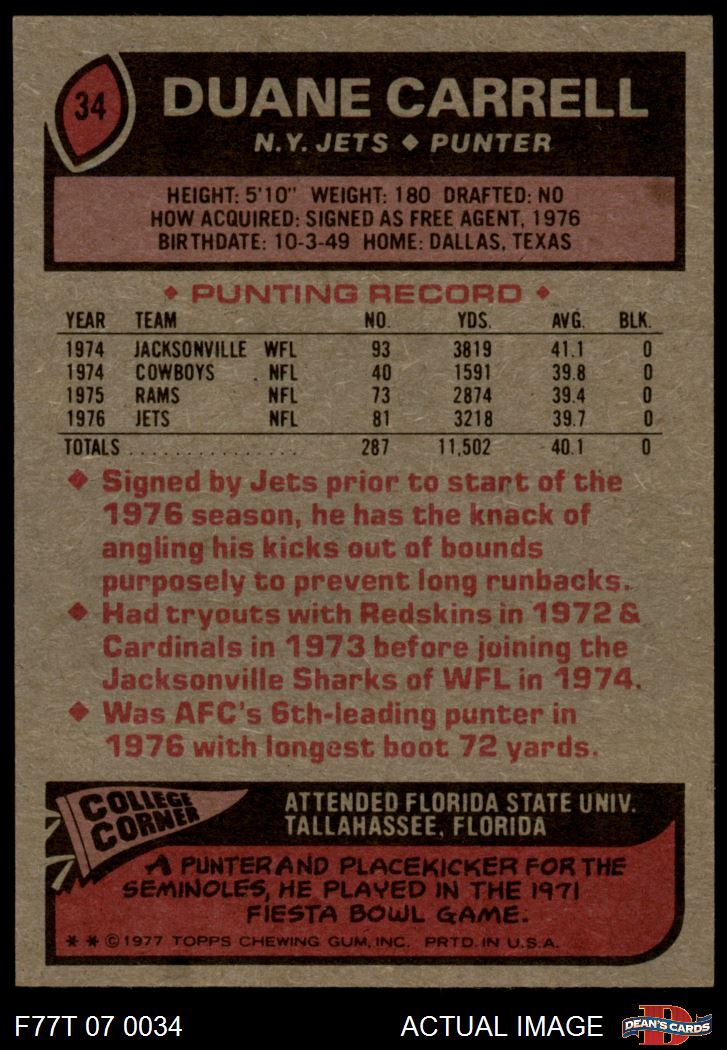 34
DUANE CARRELL
N.Y. JETS ◆ PUNTER
HEIGHT: 5'10" WEIGHT: 180 DRAFTED: NO
HOW ACQUIRED: SIGNED AS FREE AGENT, 1976
BIRTHDATE: 10-3-49 HOME: DALLAS, TEXAS
◆ PUNTING RECORD ◆
YEAR TEAM NO. YDS. AVG. BLK.
1974 JACKSONVILLE WFL 93 3819 41.1 0
1974 COWBOYS NFL 40 1591 39.8 0
1975 RAMS NFL 73 2874 39.4 0
1976 JETS NFL 81 3218 39.7 0
TOTALS . . . . . . . . . . . . . . . 287 11,502 40.1 0
◆ Signed by Jets prior to start of the
1976 season, he has the knack of
angling his kicks out of bounds
purposely to prevent long runbacks.
◆ Had tryouts with Redskins in 1972 &
Cardinals in 1973 before joining the
Jacksonville Sharks of WFL in 1974.
◆ Was AFC's 6th-leading punter in
1976 with longest boot 72 yards.
COLLEGE
CORNER
ATTENDED FLORIDA STATE UNIV.
TALLAHASSEE, FLORIDA
A PUNTER AND PLACEKICKER FOR THE
SEMINOLES, HE PLAYED IN THE 1971
FIESTA BOWL GAME.
* * © 1977 TOPPS CHEWING GUM, INC. PRTD. IN U.S.A.
F77T 07 0034
ACTUAL IMAGE
D
DEAN'S CARDS